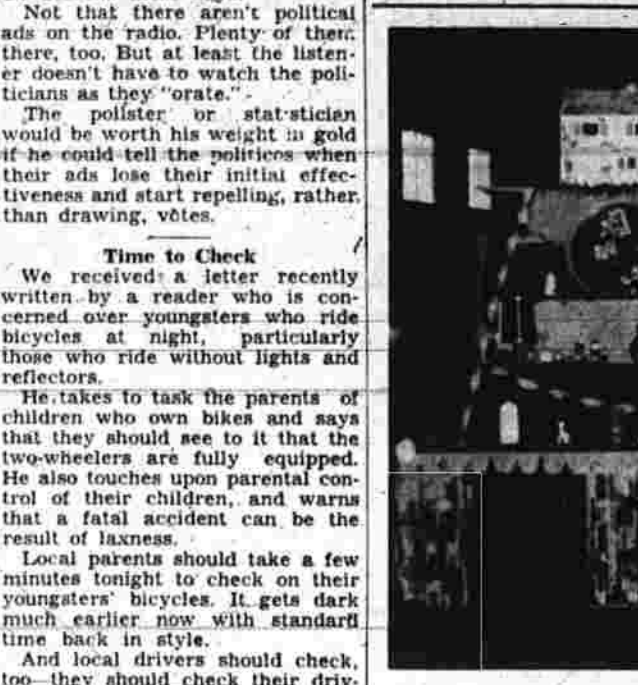 Not that there aren't political
ads on the radio. Plenty of them
there, too. But at least the listen-
er doesn't have to watch the poli-
ticians as they "orate."
The pollster or statistician
would be worth his weight in gold
if he could tell the politicos when
their ads lose their initial effec-
tiveness and start repelling, rather
than drawing, votes.
Time to Check
We received a letter recently
written by a reader who is con-
cerned over youngsters who ride
bicycles at night, particularly
those who ride without lights and
reflectors.
He takes to task the parents of
children who own bikes and says
that they should see to it that the
two-wheelers are fully equipped.
He also touches upon parental con-
trol of their children, and warns
that a fatal accident can be the
result of laxness.
Local parents should take a few
minutes tonight to check on their
youngsters' bicycles. It gets dark
much earlier now with standard
time back in style.
And local drivers should check,
too—they should check their driv-